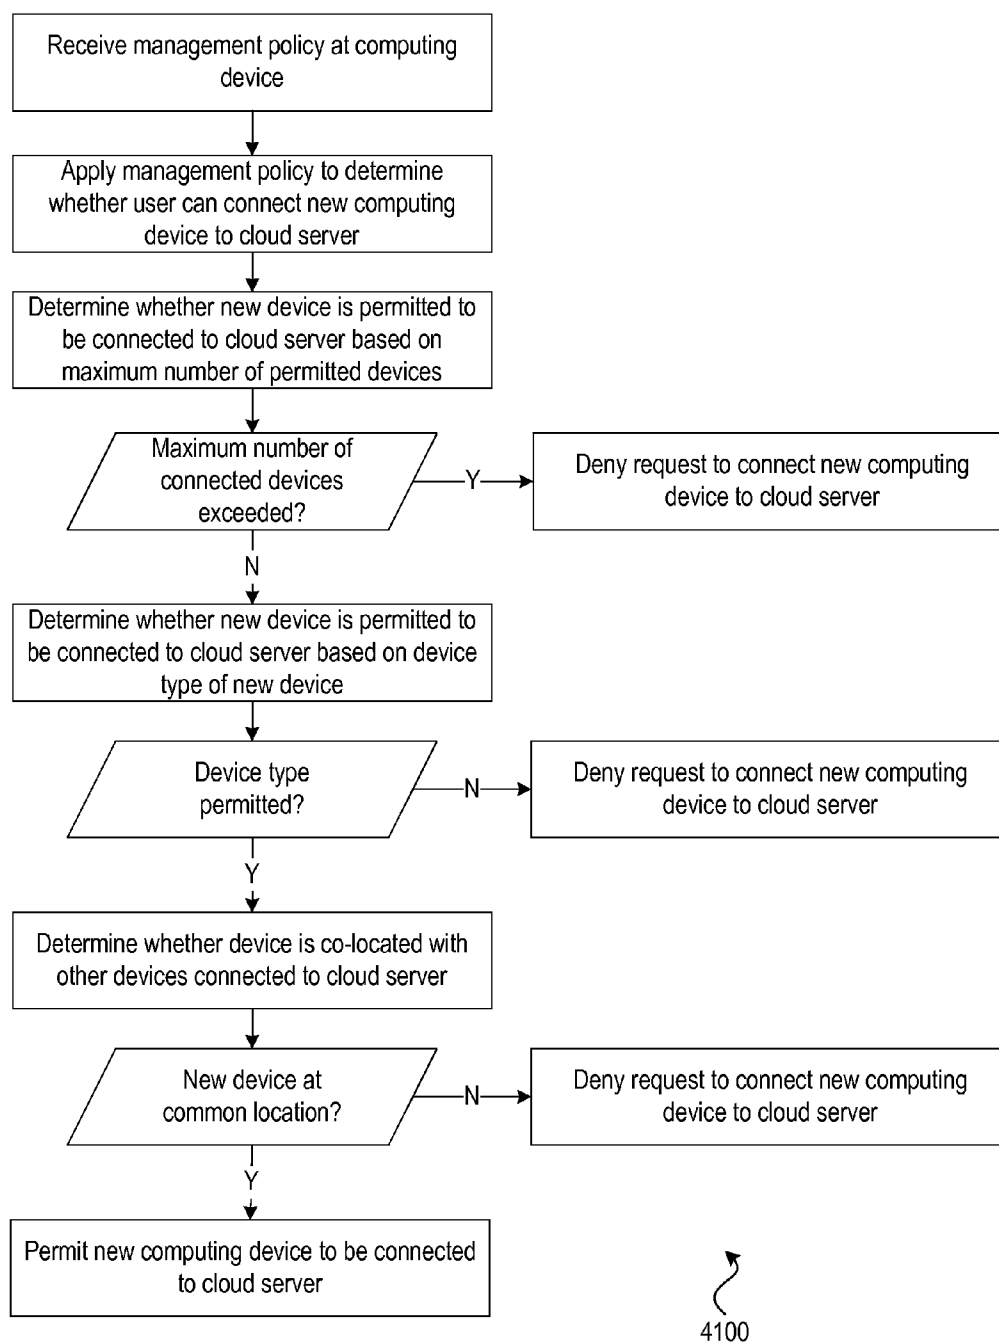 Receive management policy at computing
device
Apply management policy to determine
whether user can connect new computing
device to cloud server
Determine whether new device is permitted to
be connected to cloud server based on
maximum number of permitted devices
Maximum number of
connected devices
exceeded?
Y
Deny request to connect new computing
device to cloud server
N
Determine whether new device is permitted to
be connected to cloud server based on device
type of new device
Device type
permitted?
N
Deny request to connect new computing
device to cloud server
Y
Determine whether device is co-located with
other devices connected to cloud server
New device at
common location?
N
Deny request to connect new computing
device to cloud server
Y
Permit new computing device to be connected
to cloud server
4100